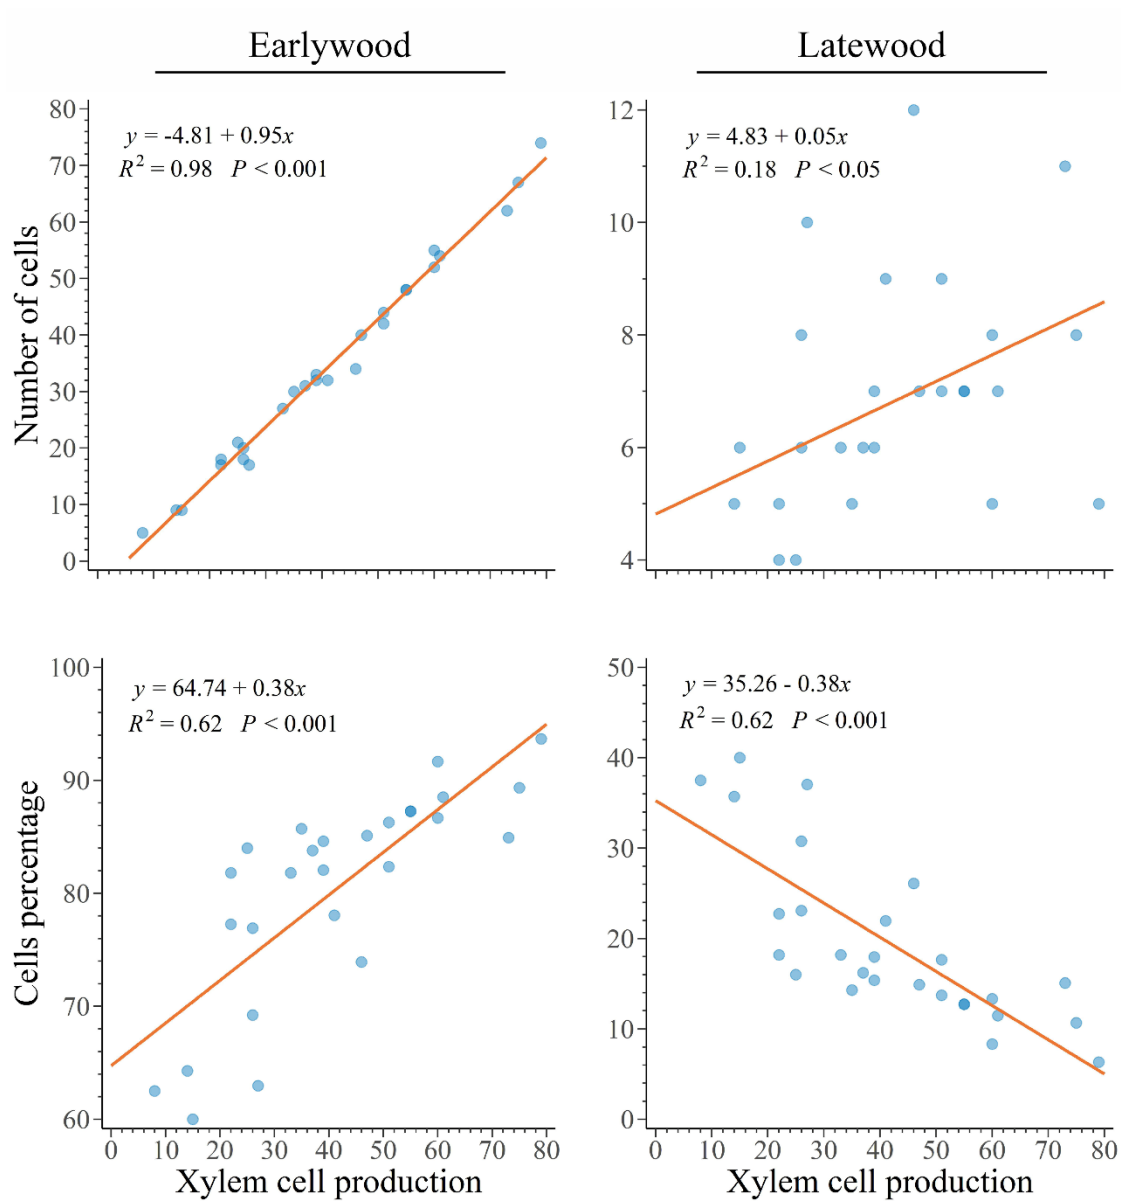 Earlywood
Latewood
Number of cells
y = -4.81 + 0.95x
R² = 0.98 P < 0.001
80
70
60
50
40
30
20
10
0
y = 4.83 + 0.05x
R² = 0.18 P < 0.05
12
10
8
6
4
Cells percentage
y = 64.74 + 0.38x
R² = 0.62 P < 0.001
100
90
80
70
60
0 10 20 30 40 50 60 70 80
Xylem cell production
y = 35.26 - 0.38x
R² = 0.62 P < 0.001
50
40
30
20
10
0
0 10 20 30 40 50 60 70 80
Xylem cell production